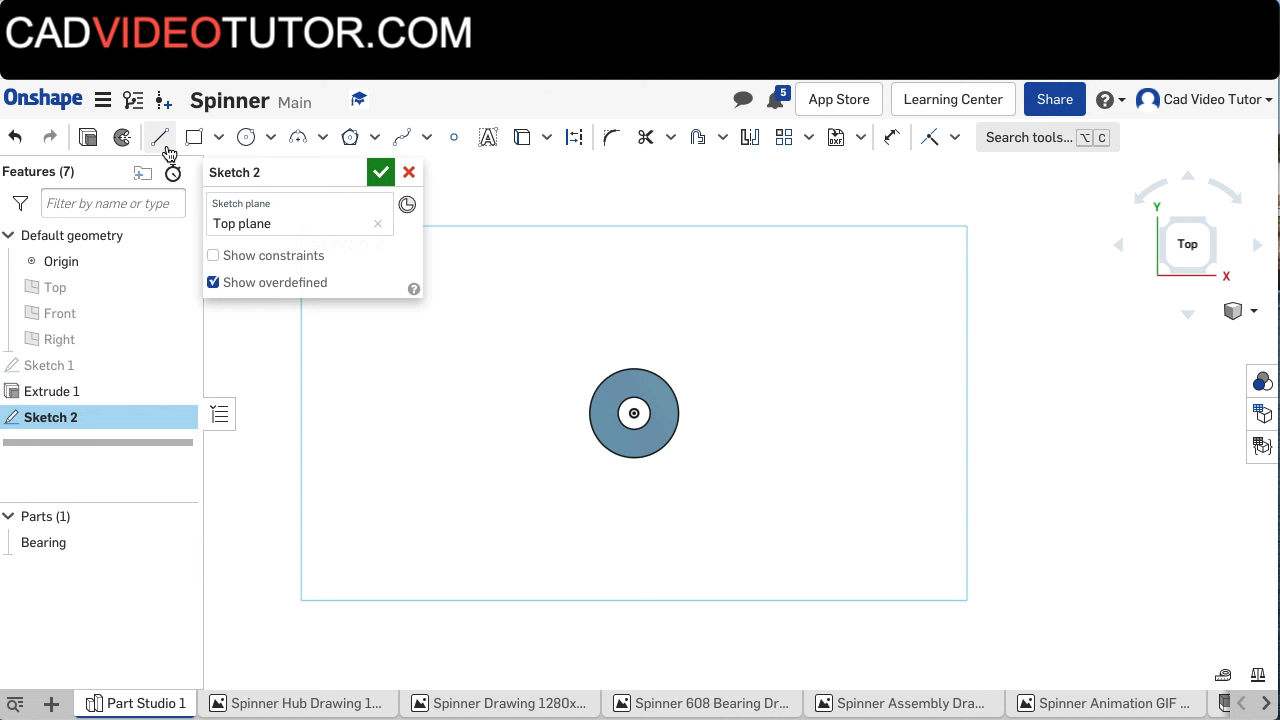 CADVIDEOTUTOR.COM
Onshape Spinner Main 5 App Store Learning Center Share Cad Video Tutor
Search tools... ⌥ C
Features (7)
Filter by name or type
Default geometry
Origin
Top
Front
Right
Sketch 1
Extrude 1
Sketch 2
Parts (1)
Bearing
Sketch 2
Sketch plane
Top plane
Show constraints
Show overdefined
Y
Top
X
Part Studio 1 Spinner Hub Drawing 1... Spinner Drawing 1280x... Spinner 608 Bearing Dr... Spinner Assembly Dra... Spinner Animation GIF ...